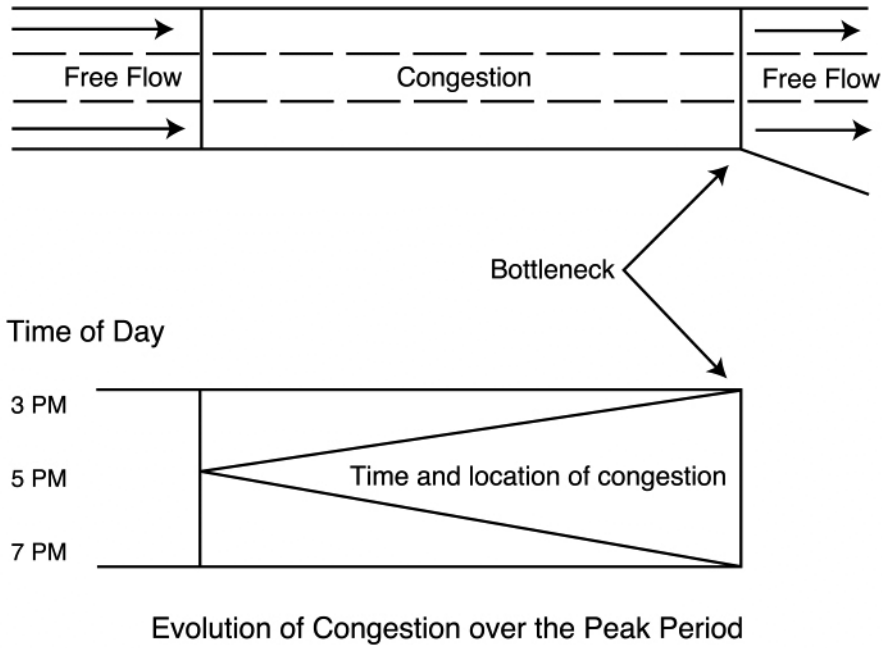 Free Flow
Congestion
Free Flow
Bottleneck
Time of Day
3 PM
5 PM
Time and location of congestion
7 PM
Evolution of Congestion over the Peak Period